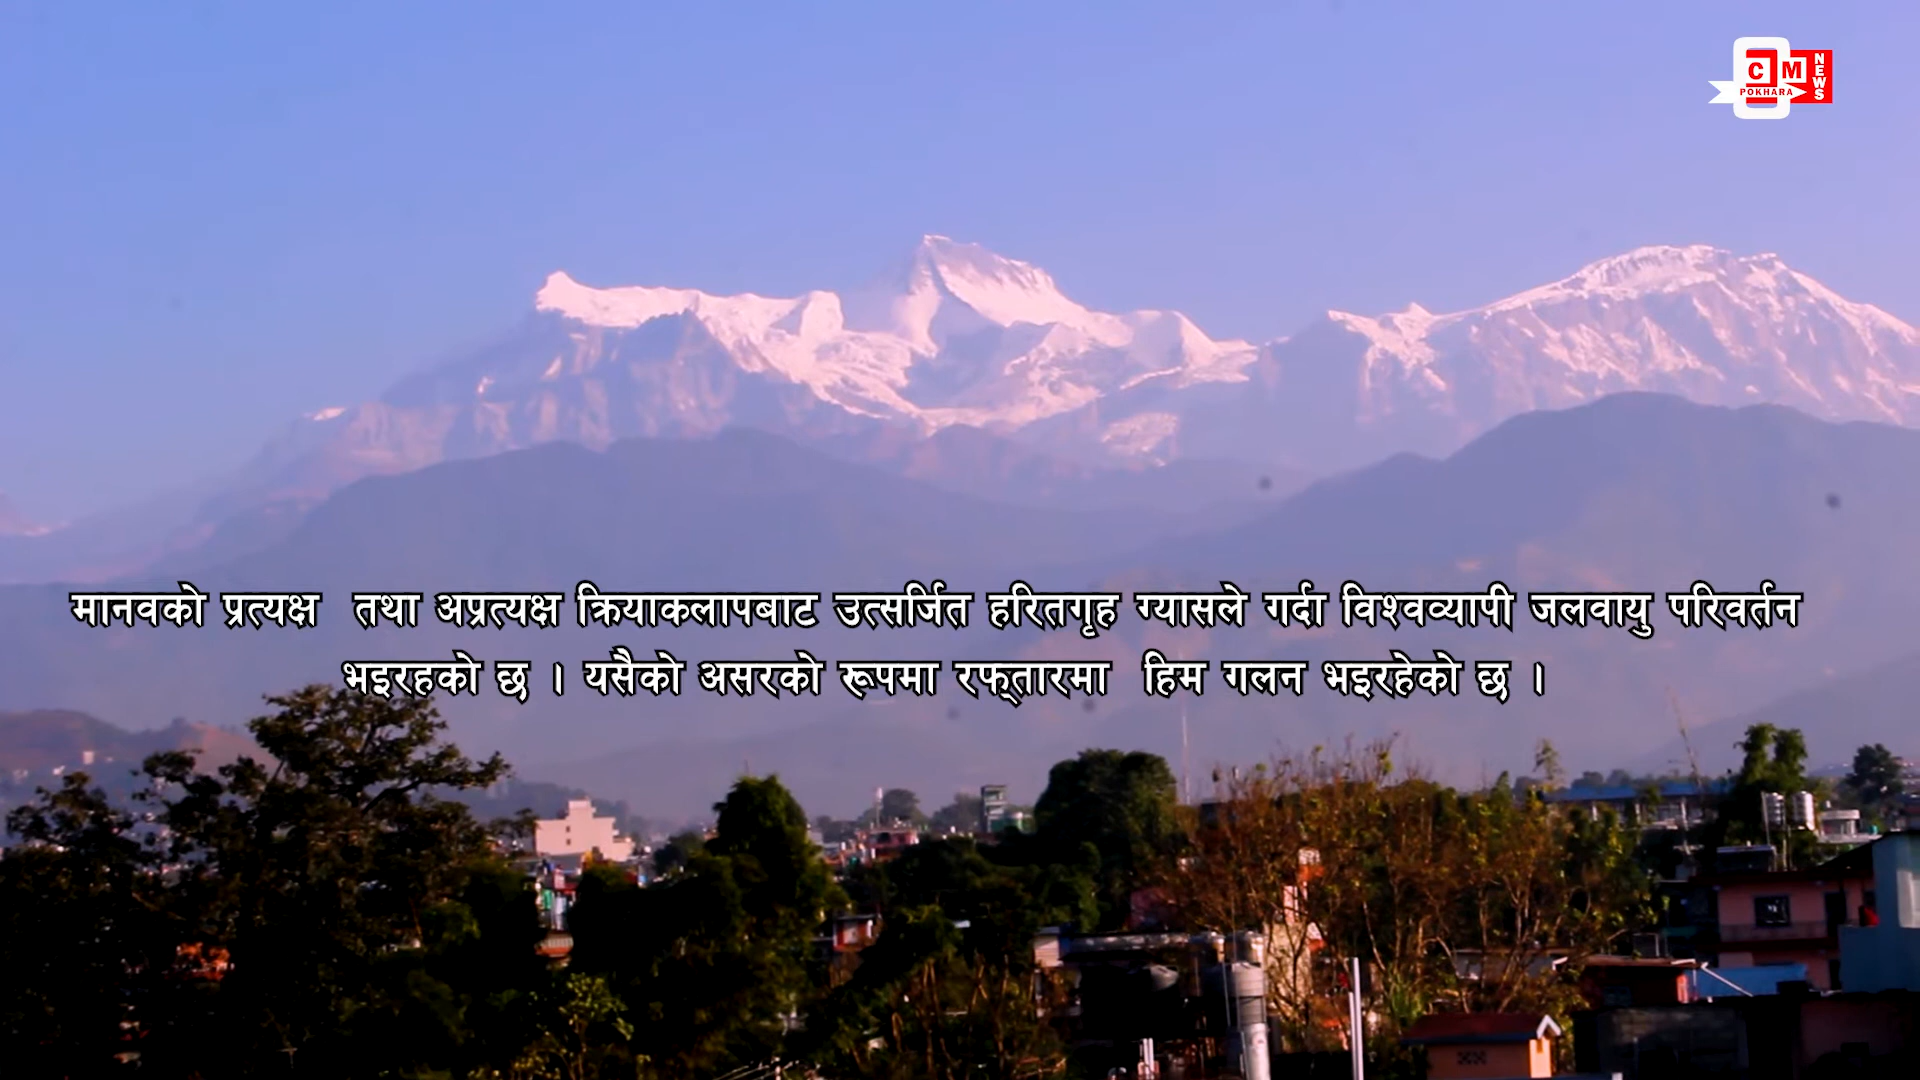 CM
NEWS
POKHARA
मानवको प्रत्यक्ष तथा अप्रत्यक्ष क्रियाकलापबाट उत्सर्जित हरितगृह ग्यासले गर्दा विश्वव्यापी जलवायु परिवर्तन
भइरहको छ । यसैको असरको रूपमा रफ्तारमा हिम गलन भइरहेको छ ।